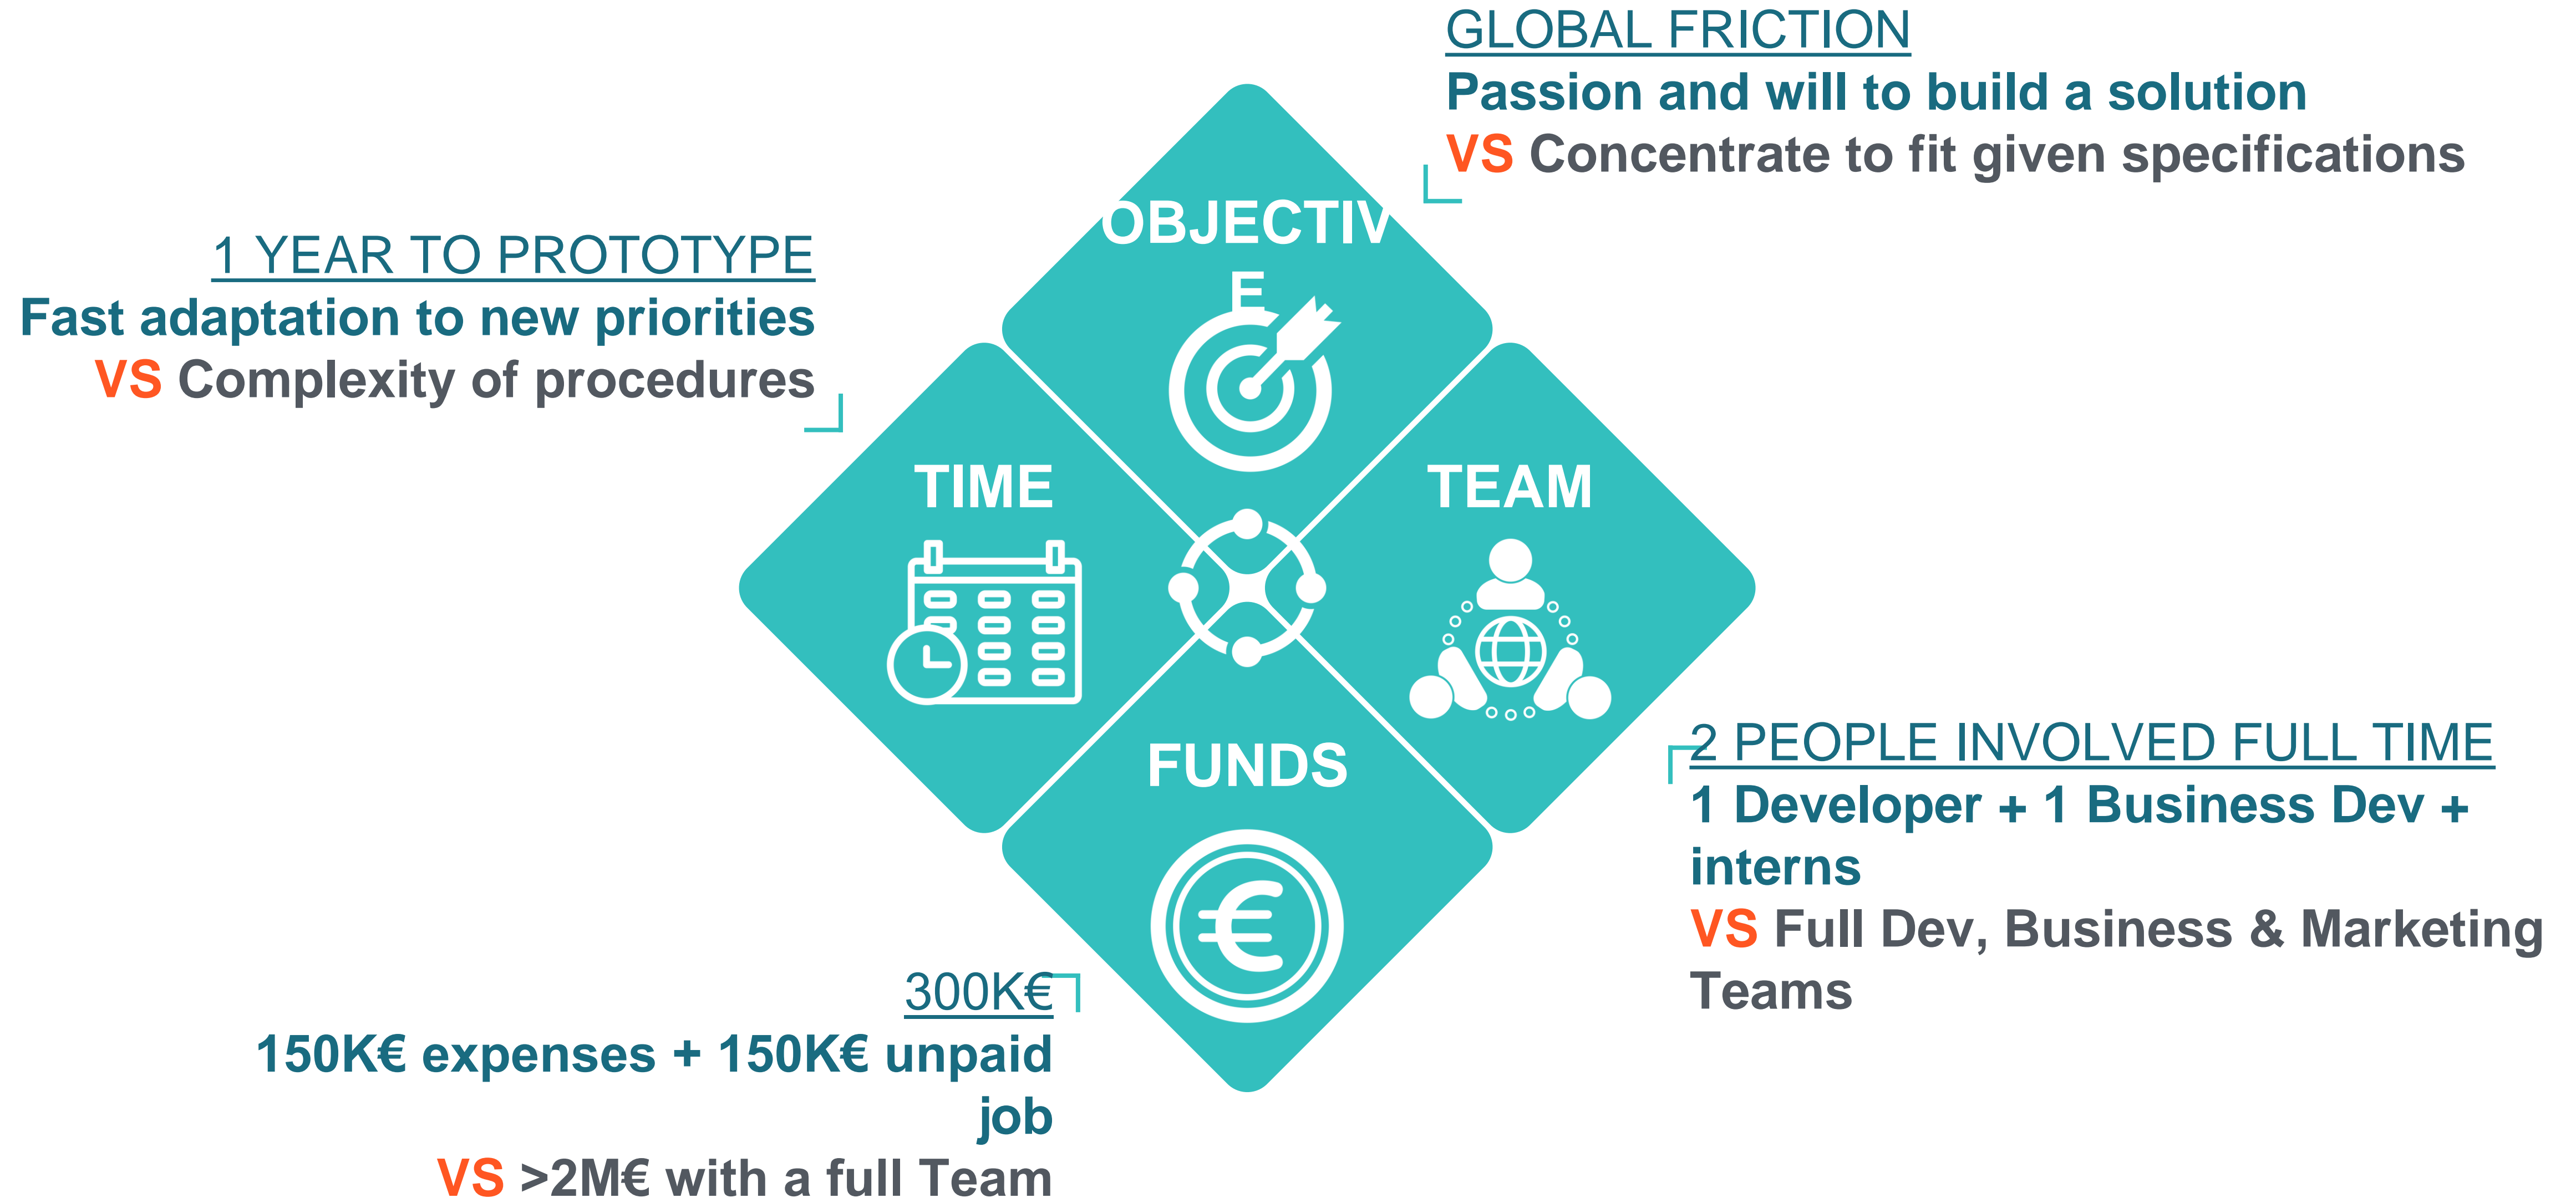 GLOBAL FRICTION
Passion and will to build a solution
VS Concentrate to fit given specifications
OBJECTIV
E
1 YEAR TO PROTOTYPE
Fast adaptation to new priorities
VS Complexity of procedures
TIME
TEAM
2 PEOPLE INVOLVED FULL TIME
1 Developer + 1 Business Dev +
interns
VS Full Dev, Business & Marketing
Teams
FUNDS
€
300K€
150K€ expenses + 150K€ unpaid
job
VS >2M€ with a full Team